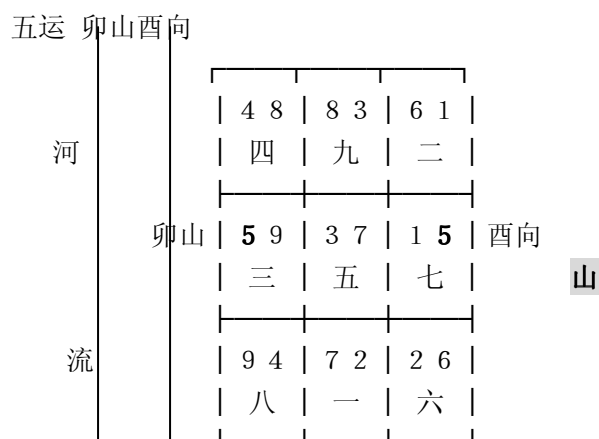 五运 卯山酉向
4 8 8 3 6 1
河 四 九 二
卯山 5 9 3 7 1 5 酉向
三 五 七 山
流 9 4 7 2 2 6
八 一 六